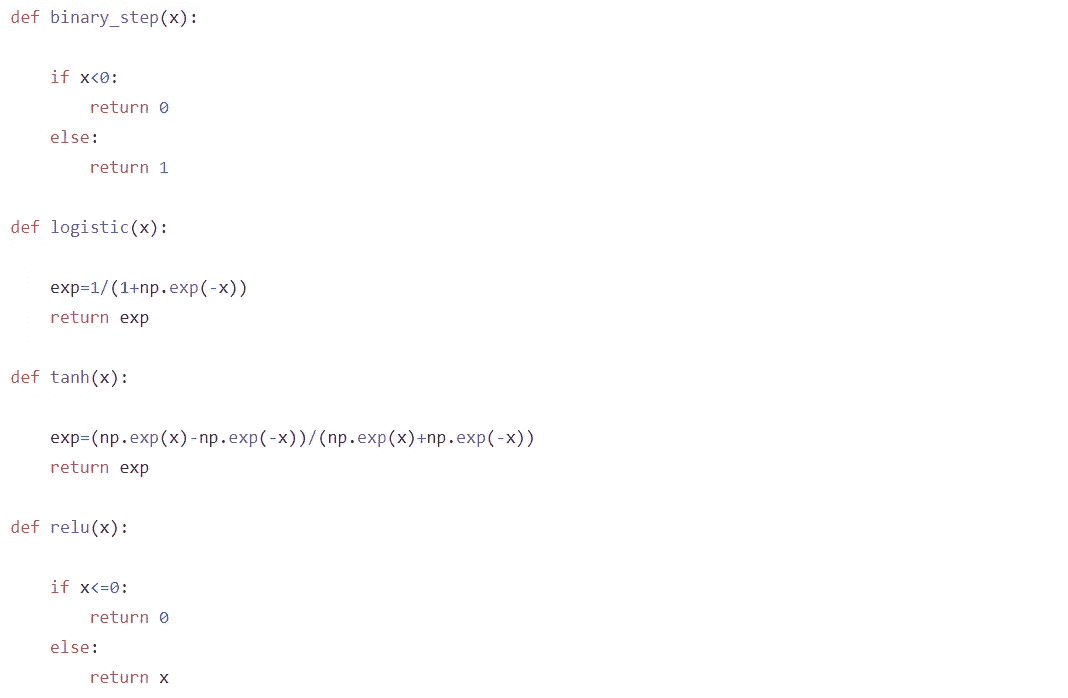 def binary_step(x):
    if x<0:
        return 0
    else:
        return 1
def logistic(x):
    exp=1/(1+np.exp(-x))
    return exp
def tanh(x):
    exp=(np.exp(x)-np.exp(-x))/(np.exp(x)+np.exp(-x))
    return exp
def relu(x):
    if x<=0:
        return 0
    else:
        return x